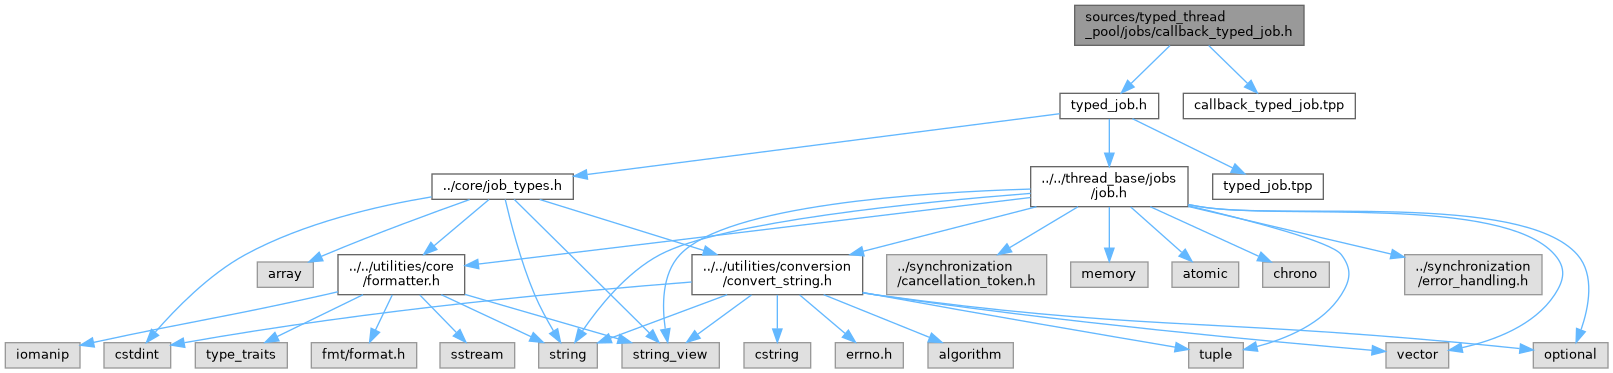 sources/typed_thread
_pool/jobs/callback_typed_job.h
typed_job.h
callback_typed_job.tpp
../core/job_types.h
../../thread_base/jobs
/job.h
typed_job.tpp
array
../../utilities/core
/formatter.h
../../utilities/conversion
/convert_string.h
../synchronization
/cancellation_token.h
memory
atomic
chrono
../synchronization
/error_handling.h
iomanip
cstdint
type_traits
fmt/format.h
sstream
string
string_view
cstring
errno.h
algorithm
tuple
vector
optional